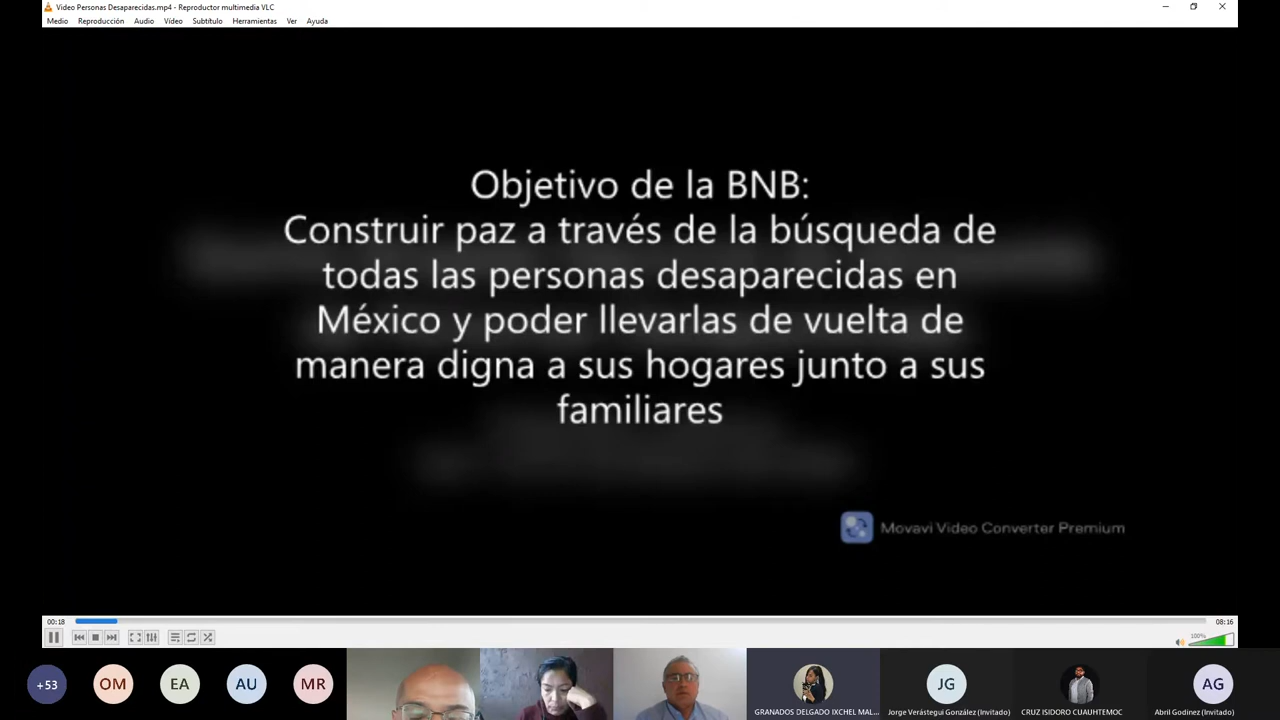 Video Personas Desaparecidas.mp4 - Reproductor multimedia VLC
Medio Reproducción Audio Vídeo Subtítulo Herramientas Ver Ayuda
Objetivo de la BNB:
Construir paz a través de la búsqueda de
todas las personas desaparecidas en
México y poder llevarlas de vuelta de
manera digna a sus hogares junto a sus
familiares
Movavi Video Converter Premium
00:18 08:16
100%
+53 OM EA AU MR JG AG
GRANADOS DELGADO IXCHEL MAL... Jorge Verástegui González (Invitado) CRUZ ISIDORO CUAUHTEMOC Abril Godínez (Invitado)